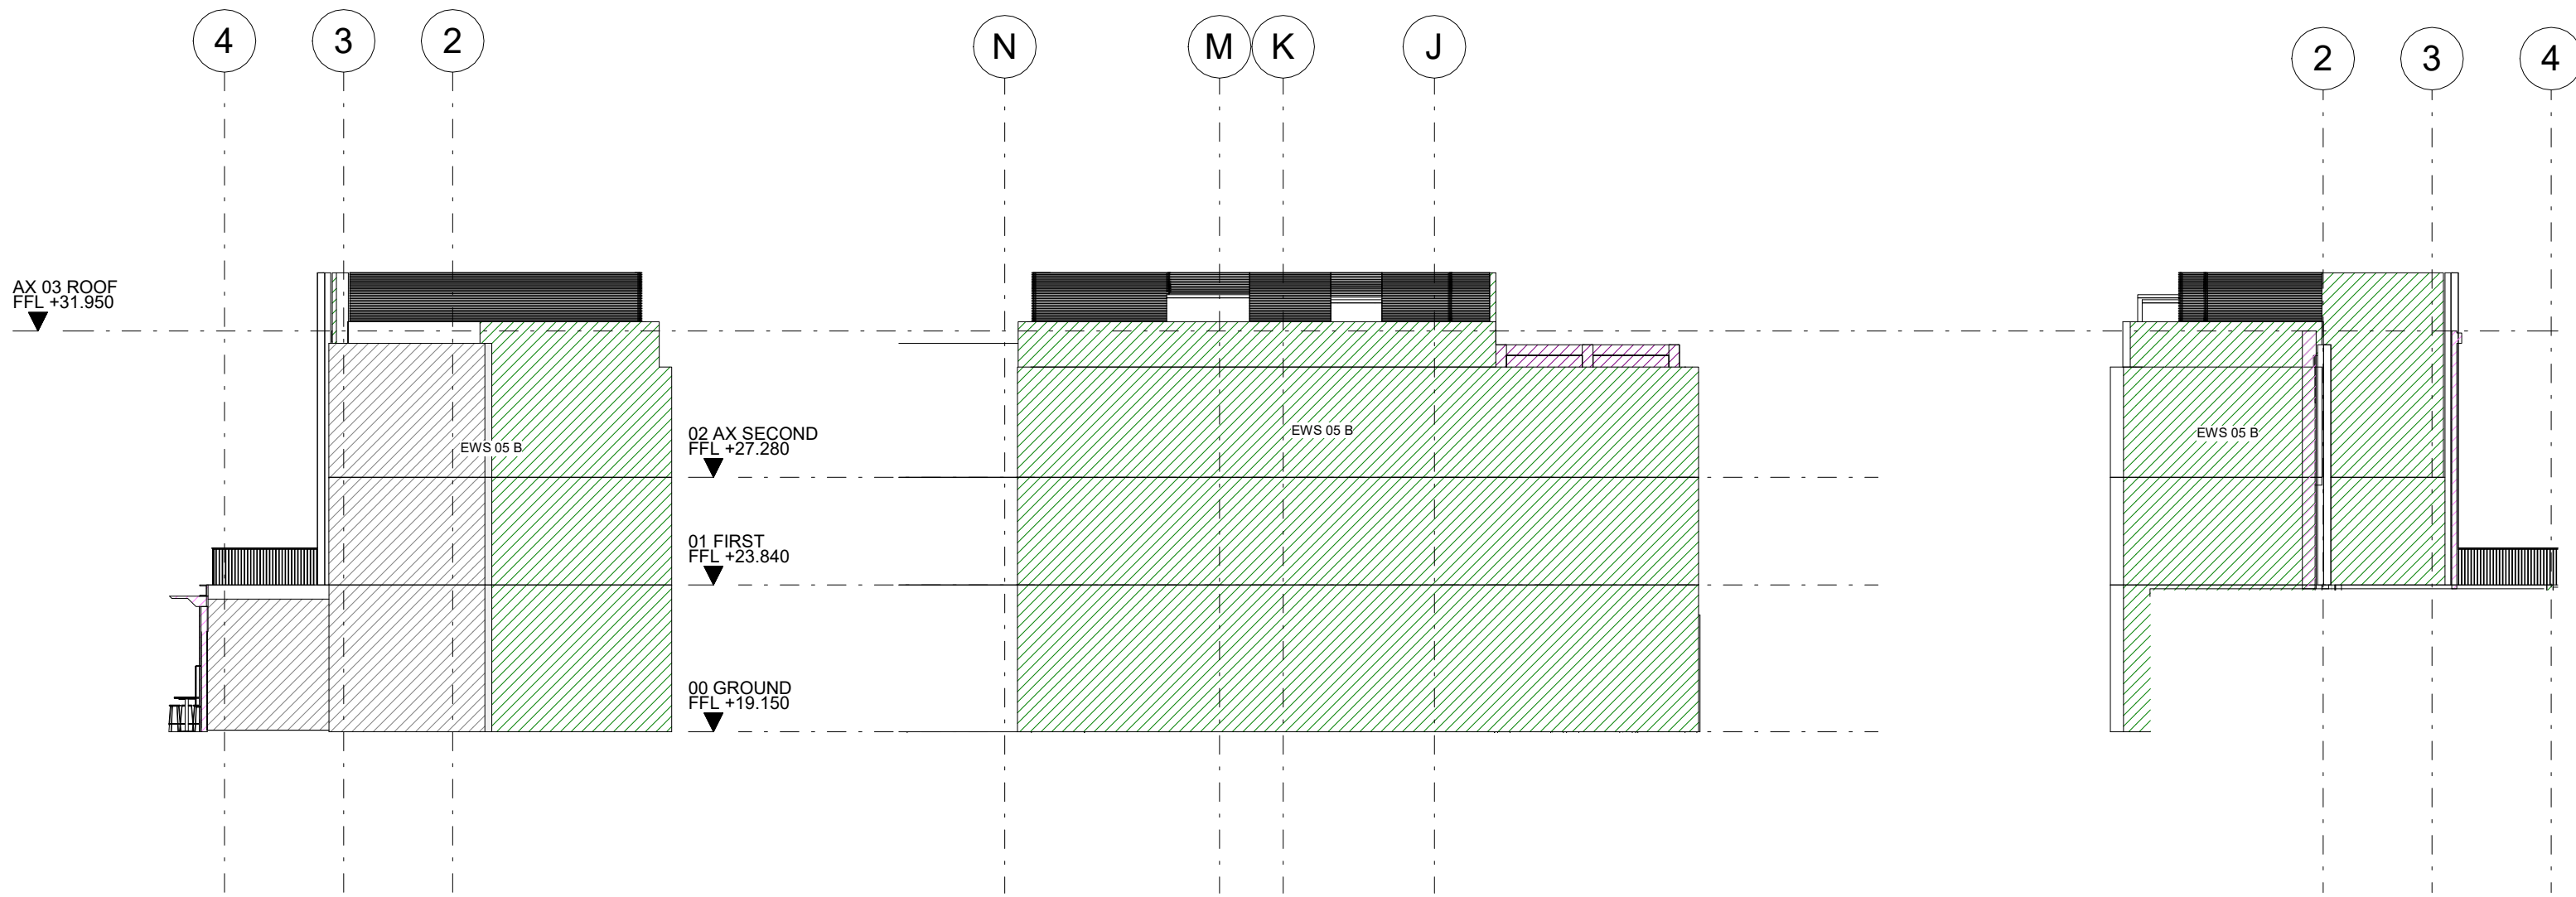 4 3 2 N M K J 2 3 4
AX 03 ROOF
FFL +31.950
02 AX SECOND
FFL +27.280
EWS 05 B
EWS 05 B
EWS 05 B
01 FIRST
FFL +23.840
00 GROUND
FFL +19.150